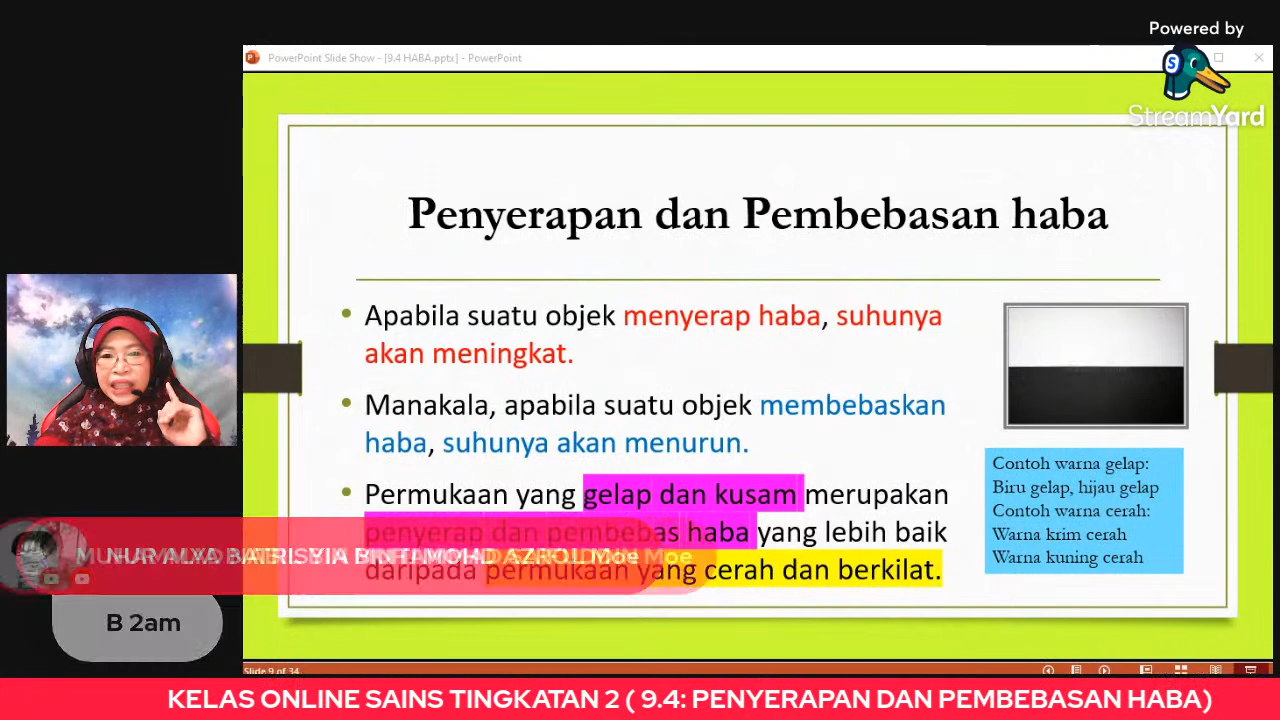 Powered by
StreamYard
PowerPoint Slide Show - [9.4 HABA.pptx] - PowerPoint
Penyerapan dan Pembebasan haba
• Apabila suatu objek menyerap haba, suhunya
akan meningkat.
• Manakala, apabila suatu objek membebaskan
haba, suhunya akan menurun.
• Permukaan yang gelap dan kusam merupakan
penyerap dan pembebas haba yang lebih baik
daripada permukaan yang cerah dan berkilat.
Contoh warna gelap:
Biru gelap, hijau gelap
Contoh warna cerah:
Warna krim cerah
Warna kuning cerah
NUR ALYA BATRISYIA BINTI MOHD AZROL Moe Moe
B 2am
Slide 9 of 34
KELAS ONLINE SAINS TINGKATAN 2 ( 9.4: PENYERAPAN DAN PEMBEBASAN HABA)